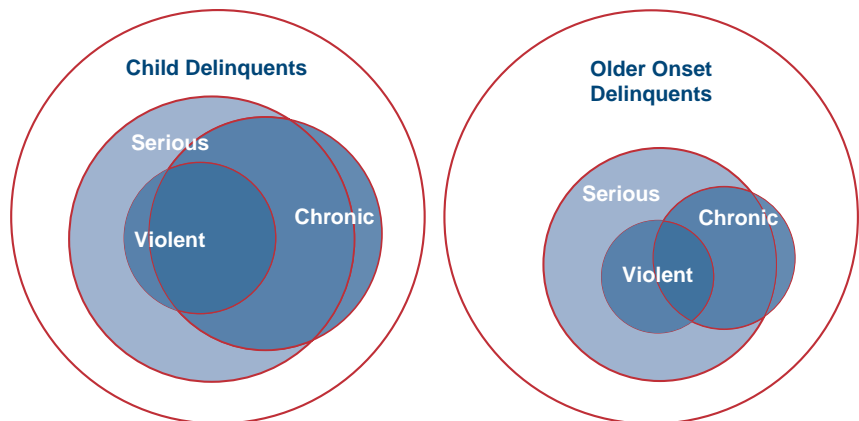 Child Delinquents
Serious
Chronic
Violent
Older Onset
Delinquents
Serious
Chronic
Violent